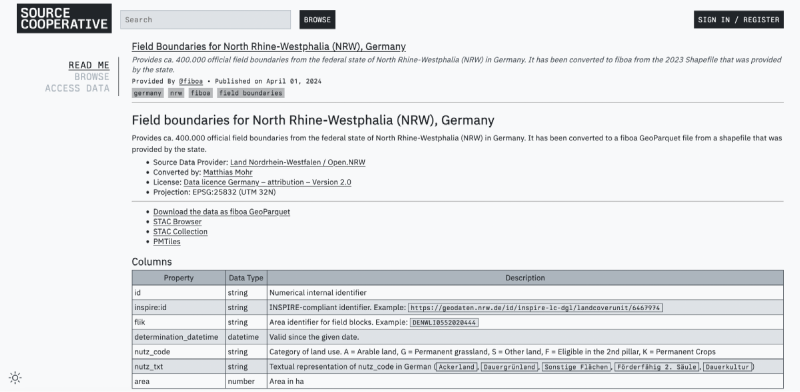 SOURCE
COOPERATIVE
Search
BROWSE
SIGN IN / REGISTER
READ ME
BROWSE
ACCESS DATA
Field Boundaries for North Rhine-Westphalia (NRW), Germany
Provides ca. 400.000 official field boundaries from the federal state of North Rhine-Westphalia (NRW) in Germany. It has been converted to fiboa from the 2023 Shapefile that was provided
by the state.
Provided By @fiboa • Published on April 01, 2024
germany nrw fiboa field boundaries
Field boundaries for North Rhine-Westphalia (NRW), Germany
Provides ca. 400.000 official field boundaries from the federal state of North Rhine-Westphalia (NRW) in Germany. It has been converted to a fiboa GeoParquet file from a shapefile that was
provided by the state.
• Source Data Provider: Land Nordrhein-Westfalen / Open.NRW
• Converted by: Matthias Mohr
• License: Data licence Germany – attribution – Version 2.0
• Projection: EPSG:25832 (UTM 32N)
• Download the data as fiboa GeoParquet
• STAC Browser
• STAC Collection
• PMTiles
Columns
Property Data Type Description
id string Numerical internal identifier
inspire:id string INSPIRE-compliant identifier. Example: https://geodaten.nrw.de/id/inspire-lc-dgl/landcoverunit/6467974
flik string Area identifier for field blocks. Example: DENWLI0552020444
determination_datetime datetime Valid since the given date.
nutz_code string Category of land use. A = Arable land, G = Permanent grassland, S = Other land, F = Eligible in the 2nd pillar, K = Permanent Crops
nutz_txt string Textual representation of nutz_code in German (Ackerland, Dauergrünland, Sonstige Flächen, Förderfähig 2. Säule, Dauerkultur)
area number Area in ha